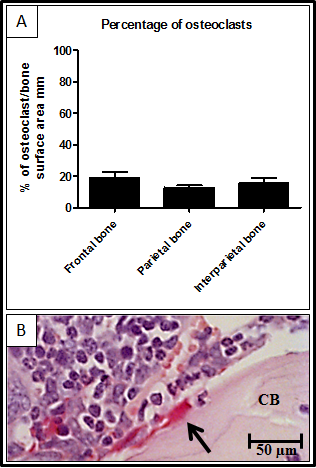 A
Percentage of osteoclasts
% of osteoclast/bone
surface area mm
100
80
60
40
20
0
Frontal bone
Parietal bone
Interparietal bone
B
CB
50 µm